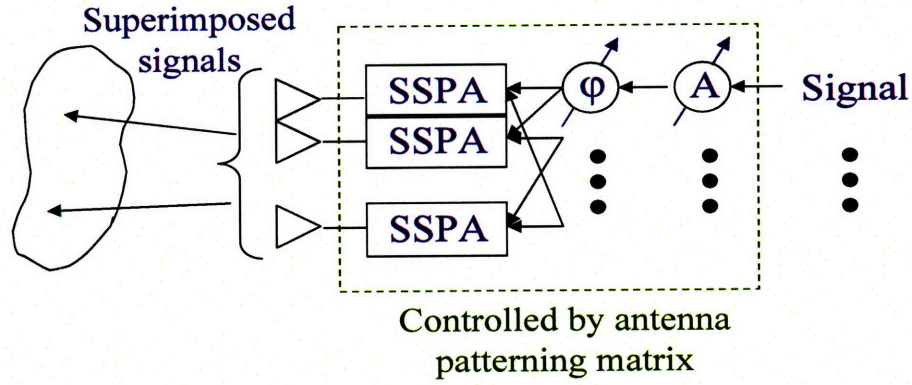 Superimposed
signals
SSPA
φ
A
Signal
SSPA
SSPA
Controlled by antenna
patterning matrix